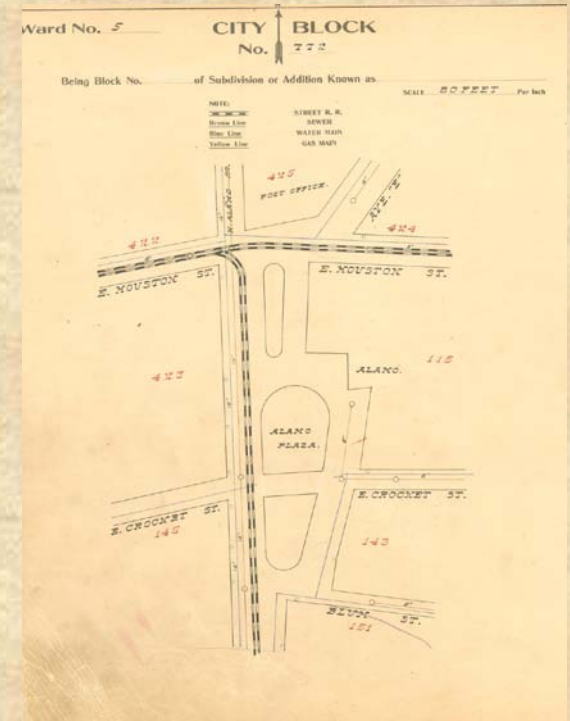 Ward No. 5
CITY BLOCK
No. 772
Being Block No. of Subdivision or Addition Known as
SCALE 80 FEET Per Inch
NOTE:
STREET R. R.
Brown Line SEWER
Blue Line WATER MAIN
Yellow Line GAS MAIN
N. ALAMO
425
POST OFFICE.
AVE. "E"
422
424
E. HOUSTON ST.
E. HOUSTON ST.
423
ALAMO.
115
ALAMO
PLAZA.
E. CROCKET ST.
E. CROCKET ST.
145
143
BLUM ST.
151